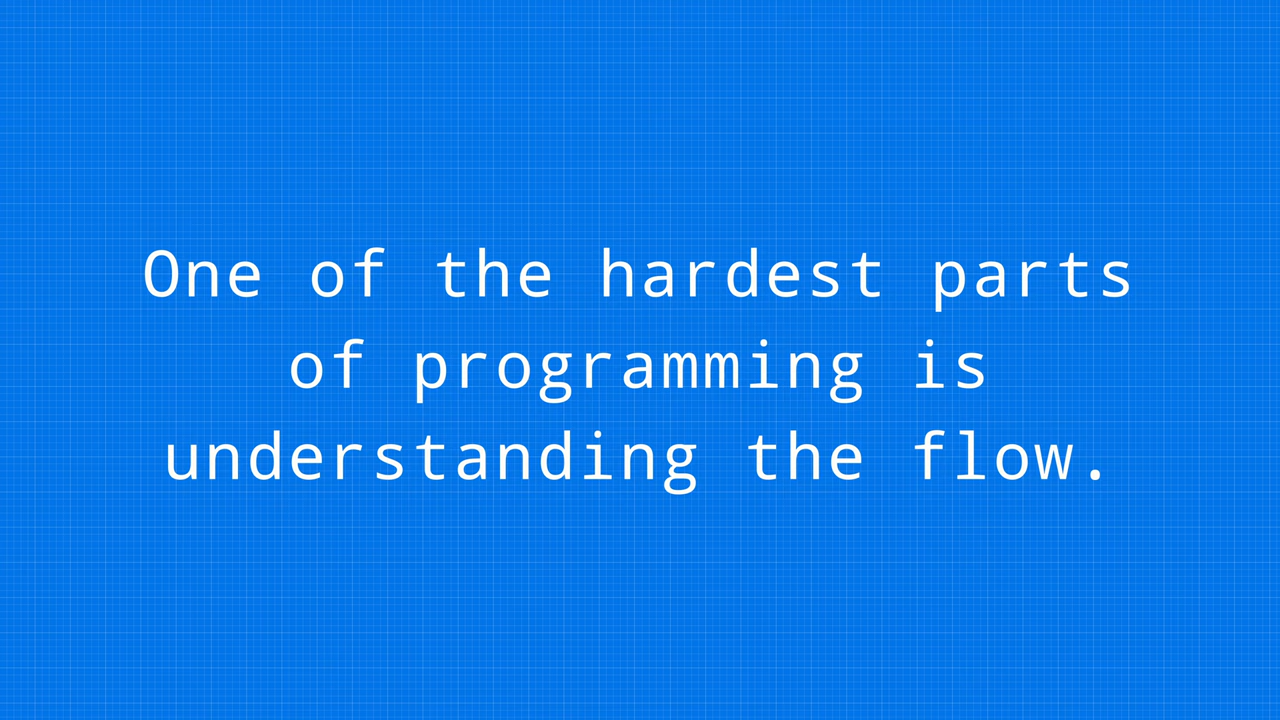 One of the hardest parts
of programming is
understanding the flow.